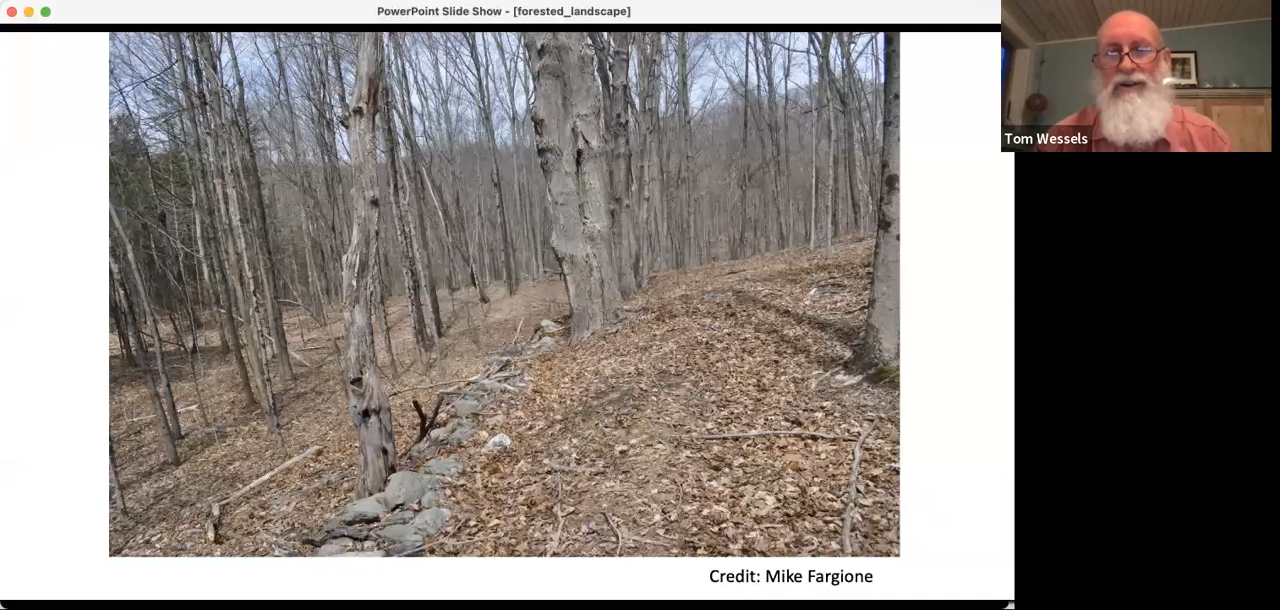 PowerPoint Slide Show - [forested_landscape]
Tom Wessels
Credit: Mike Fargione